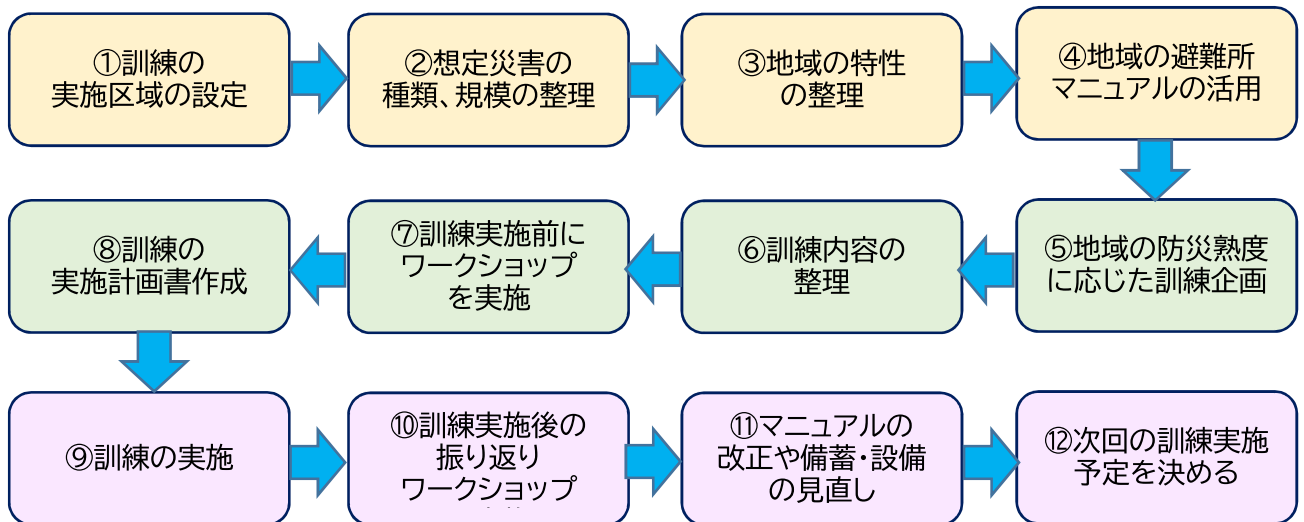 ①訓練の
実施区域の設定
②想定災害の
種類、規模の整理
③地域の特性
の整理
④地域の避難所
マニュアルの活用
⑤地域の防災熟度
に応じた訓練企画
⑥訓練内容の
整理
⑦訓練実施前に
ワークショップ
を実施
⑧訓練の
実施計画書作成
⑨訓練の実施
⑩訓練実施後の
振り返り
ワークショップ
⑪マニュアルの
改正や備蓄・設備
の見直し
⑫次回の訓練実施
予定を決める